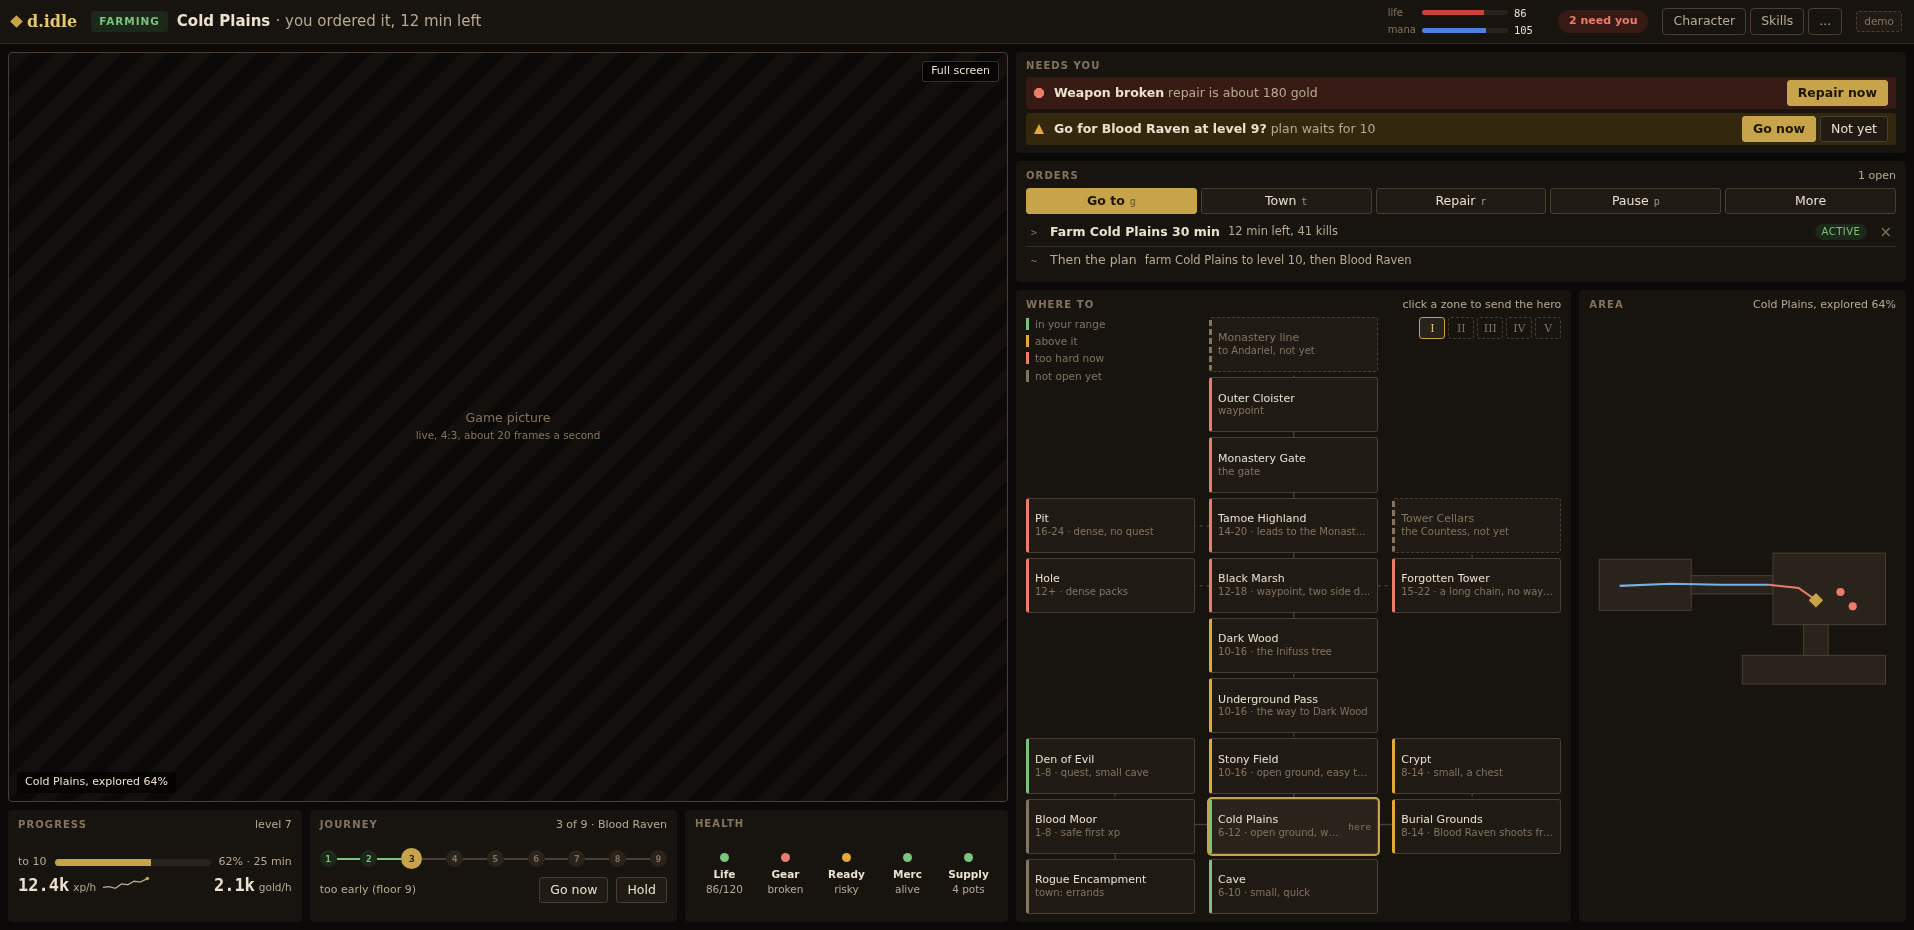 d.idle FARMING Cold Plains · you ordered it, 12 min left
life 86
mana 105
2 need you
Character Skills ... demo
Full screen
Game picture
live, 4:3, about 20 frames a second
Cold Plains, explored 64%
NEEDS YOU
Weapon broken repair is about 180 gold Repair now
Go for Blood Raven at level 9? plan waits for 10 Go now Not yet
ORDERS 1 open
Go to g Town t Repair r Pause p More
> Farm Cold Plains 30 min 12 min left, 41 kills ACTIVE ×
~ Then the plan farm Cold Plains to level 10, then Blood Raven
WHERE TO click a zone to send the hero
in your range
above it
too hard now
not open yet
I II III IV V
Monastery line
to Andariel, not yet
Outer Cloister
waypoint
Monastery Gate
the gate
Pit
16-24 · dense, no quest
Tamoe Highland
14-20 · leads to the Monast...
Tower Cellars
the Countess, not yet
Hole
12+ · dense packs
Black Marsh
12-18 · waypoint, two side d...
Forgotten Tower
15-22 · a long chain, no way...
Dark Wood
10-16 · the Inifuss tree
Underground Pass
10-16 · the way to Dark Wood
Den of Evil
1-8 · quest, small cave
Stony Field
10-16 · open ground, easy t...
Crypt
8-14 · small, a chest
Blood Moor
1-8 · safe first xp
Cold Plains
6-12 · open ground, w... here
Burial Grounds
8-14 · Blood Raven shoots fr...
Rogue Encampment
town: errands
Cave
6-10 · small, quick
AREA Cold Plains, explored 64%
PROGRESS level 7
to 10 62% · 25 min
12.4k xp/h 2.1k gold/h
JOURNEY 3 of 9 · Blood Raven
1 2 3 4 5 6 7 8 9
too early (floor 9) Go now Hold
HEALTH
Life Gear Ready Merc Supply
86/120 broken risky alive 4 pots